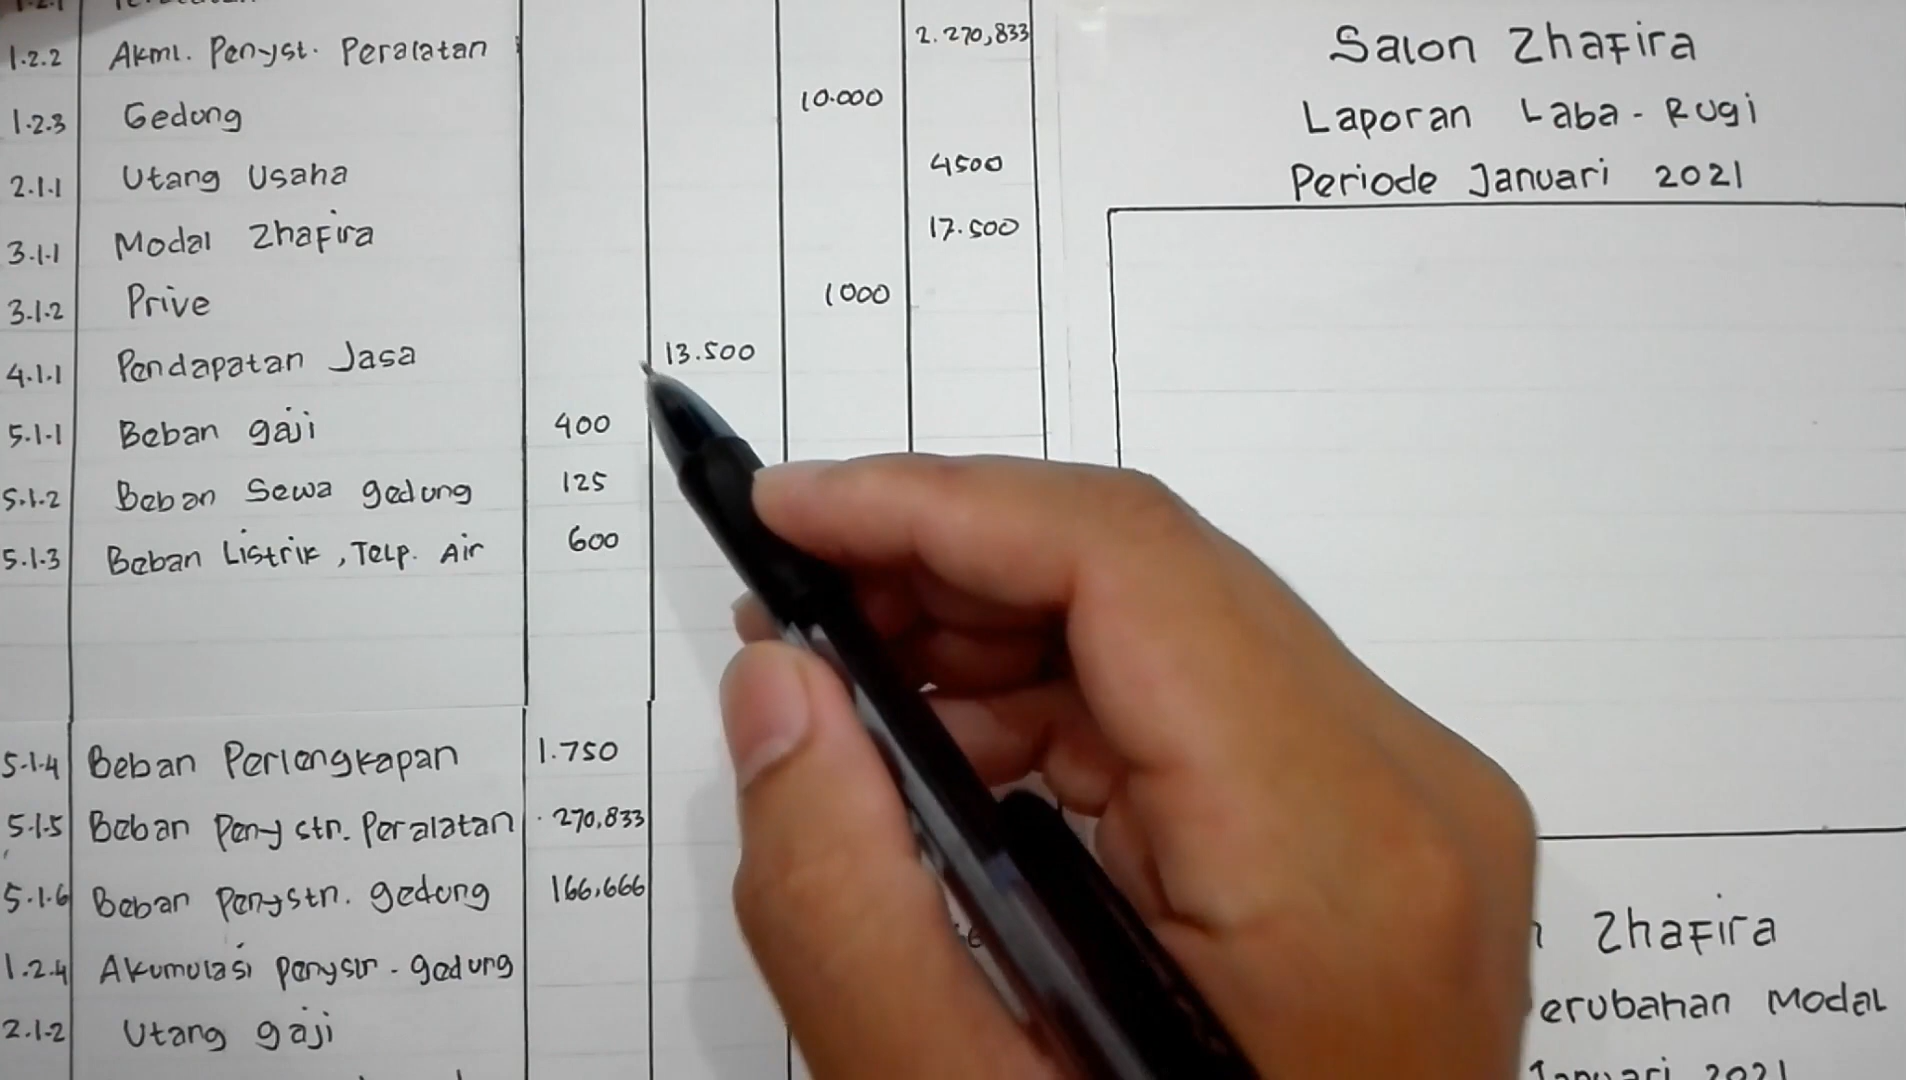 1.2.2 Akml. Penyst. Peralatan 2.270,833
1.2.3 Gedung 10.000
2.1.1 Utang Usaha 4500
3.1.1 Modal Zhafira 17.500
3.1.2 Prive 1000
4.1.1 Pendapatan Jasa 13.500
5.1.1 Beban gaji 400
5.1.2 Beban Sewa gedung 125
5.1.3 Beban Listrik, Telp. Air 600
5.1.4 Beban Perlengkapan 1.750
5.1.5 Beban Penystn. Peralatan 270,833
5.1.6 Beban Penystn. gedung 166,666
1.2.4 Akumulasi penystn. gedung
2.1.2 Utang gaji
Salon Zhafira
Laporan Laba - Rugi
Periode Januari 2021
Zhafira
erubahan Modal
Januari 2021